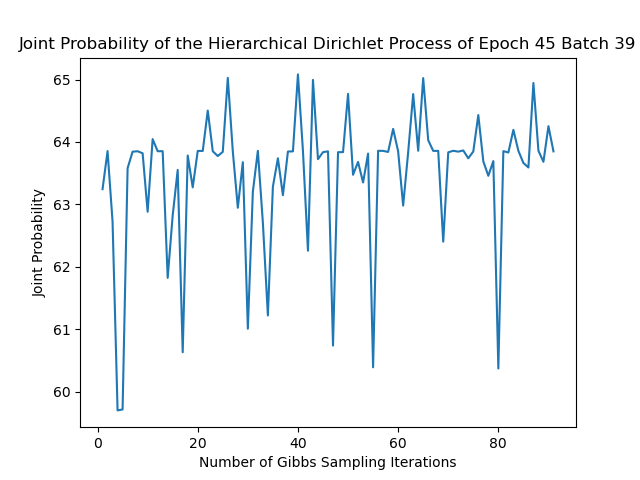 Joint Probability of the Hierarchical Dirichlet Process of Epoch 45 Batch 39
65
64
63
62
61
60
Joint Probability
0 20 40 60 80
Number of Gibbs Sampling Iterations